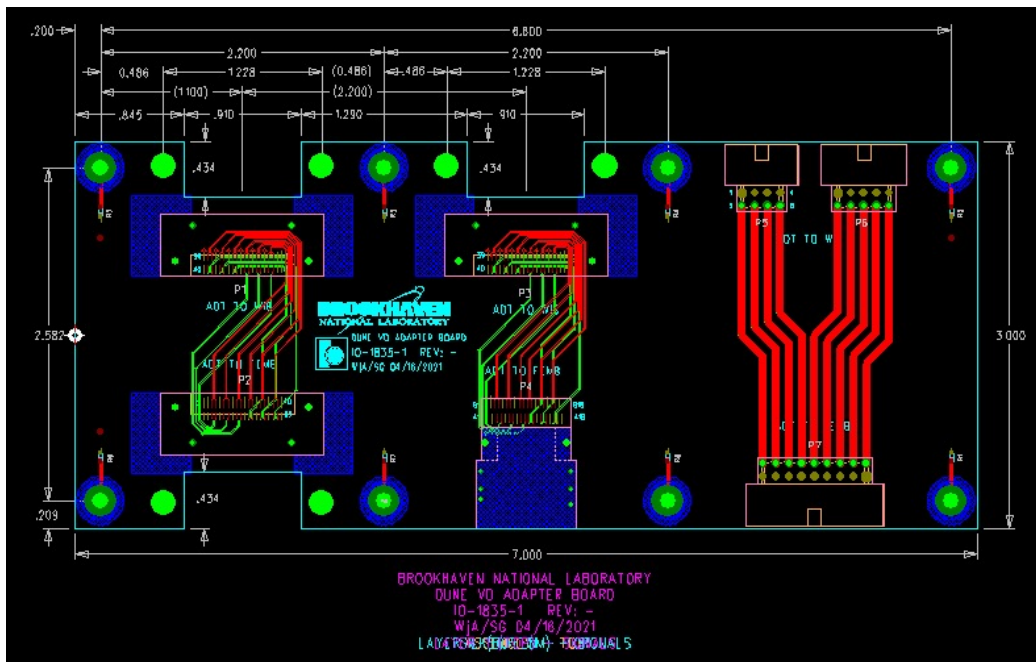 .200 6.800
2.200 2.200
0.486 1.228 (0.486) .486 1.228
(1.100) (2.200)
.845 .910 1.290 .910
.434 .434
P5 P6
P1 P3
ADT TO WIB ADT TO WIB
BROOKHAVEN
NATIONAL LABORATORY
DUNE VD ADAPTER BOARD
IO-1835-1 REV: -
WJA/SG 04/16/2021
2.582 3.000
ADT TO FEMB ADT TO FEMB
P2 P4
P7
.434
.209
7.000
BROOKHAVEN NATIONAL LABORATORY
DUNE VD ADAPTER BOARD
IO-1835-1 REV: -
WJA/SG 04/16/2021